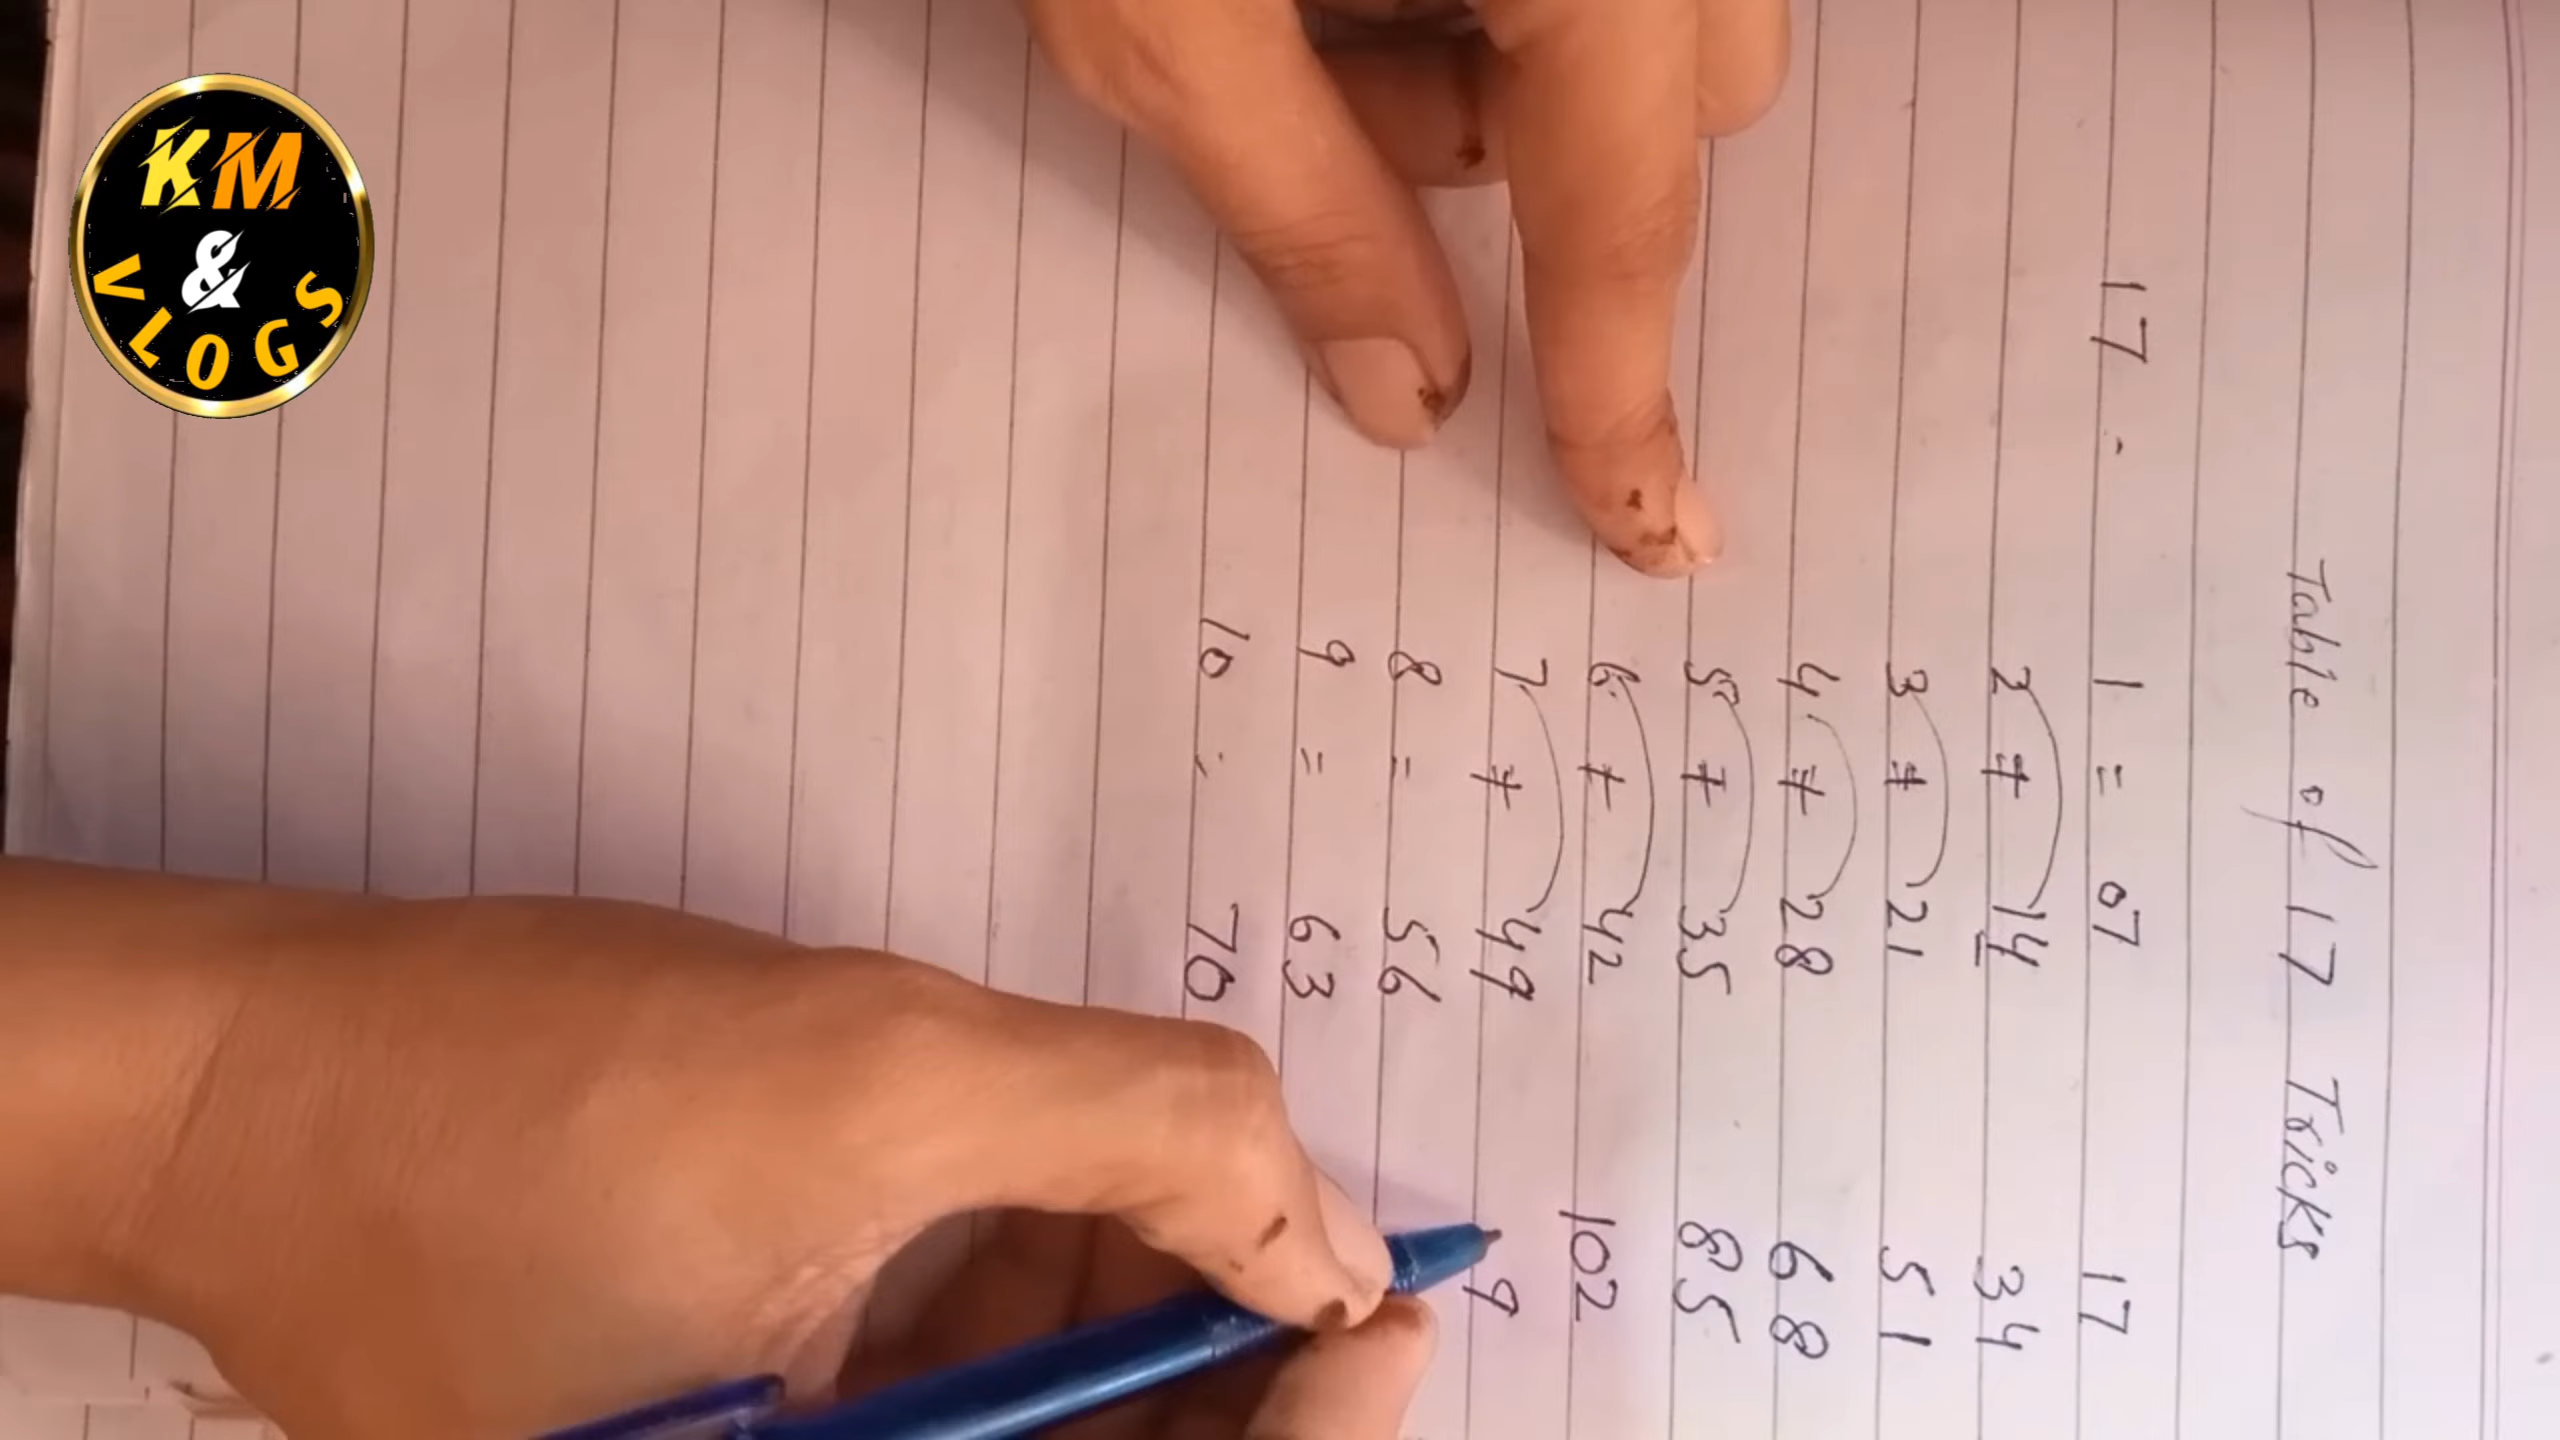 KM
&
VLOGS
Table of 17 Tricks
17 . 1 = 07 17
2 + 14 34
3 + 21 51
4 + 28 68
5 + 35 85
6 + 42 102
7 + 49 9
8 = 56
9 = 63
10 = 70